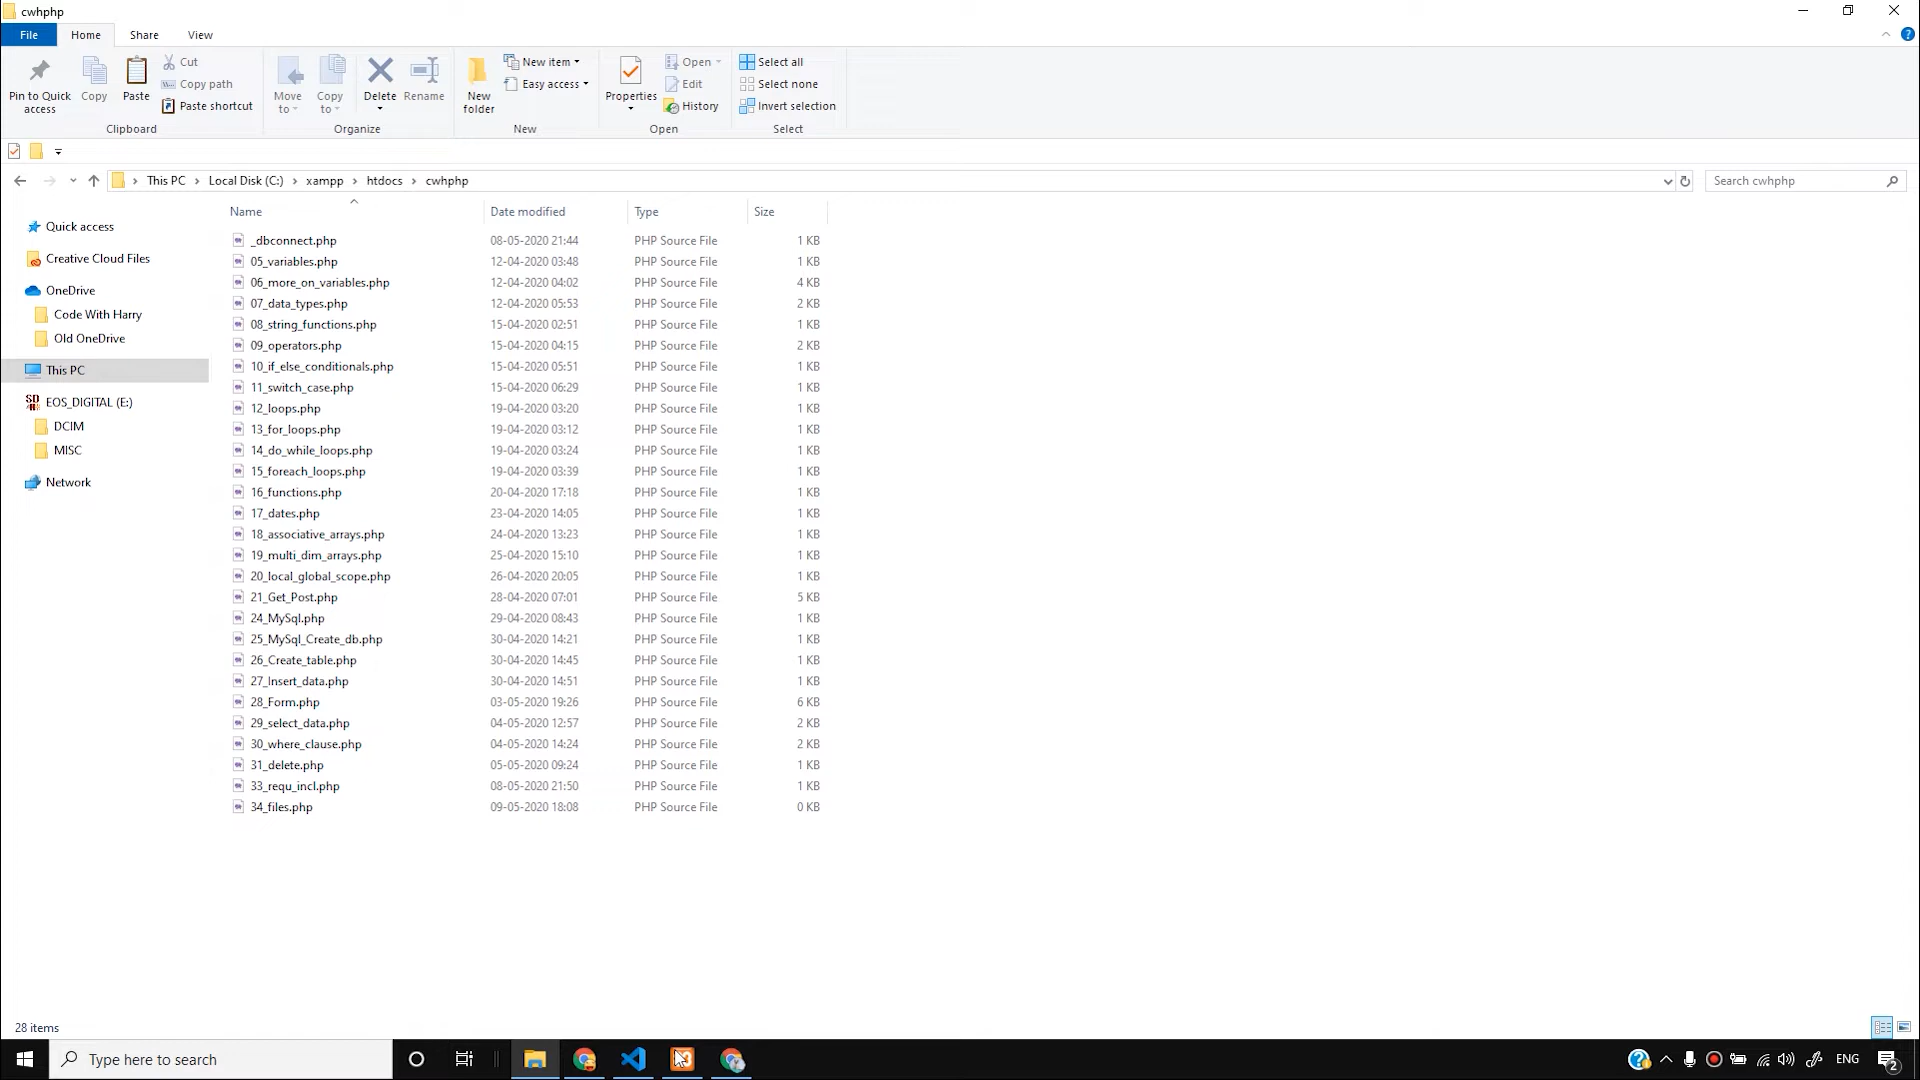 cwhphp
File Home Share View
Pin to Quick access
Copy
Paste
Cut
Copy path
Paste shortcut
Clipboard
Move to
Copy to
Delete
Rename
Organize
New folder
New item
Easy access
New
Properties
Open
Edit
History
Open
Select all
Select none
Invert selection
Select
This PC > Local Disk (C:) > xampp > htdocs > cwhphp
Search cwhphp
Quick access
Creative Cloud Files
OneDrive
Code With Harry
Old OneDrive
This PC
EOS_DIGITAL (E:)
DCIM
MISC
Network
Name Date modified Type Size
_dbconnect.php 08-05-2020 21:44 PHP Source File 1 KB
05_variables.php 12-04-2020 03:48 PHP Source File 1 KB
06_more_on_variables.php 12-04-2020 04:02 PHP Source File 4 KB
07_data_types.php 12-04-2020 05:53 PHP Source File 2 KB
08_string_functions.php 15-04-2020 02:51 PHP Source File 1 KB
09_operators.php 15-04-2020 04:15 PHP Source File 2 KB
10_if_else_conditionals.php 15-04-2020 05:51 PHP Source File 1 KB
11_switch_case.php 15-04-2020 06:29 PHP Source File 1 KB
12_loops.php 19-04-2020 03:20 PHP Source File 1 KB
13_for_loops.php 19-04-2020 03:12 PHP Source File 1 KB
14_do_while_loops.php 19-04-2020 03:24 PHP Source File 1 KB
15_foreach_loops.php 19-04-2020 03:39 PHP Source File 1 KB
16_functions.php 20-04-2020 17:18 PHP Source File 1 KB
17_dates.php 23-04-2020 14:05 PHP Source File 1 KB
18_associative_arrays.php 24-04-2020 13:23 PHP Source File 1 KB
19_multi_dim_arrays.php 25-04-2020 15:10 PHP Source File 1 KB
20_local_global_scope.php 26-04-2020 20:05 PHP Source File 1 KB
21_Get_Post.php 28-04-2020 07:01 PHP Source File 5 KB
24_MySql.php 29-04-2020 08:43 PHP Source File 1 KB
25_MySql_Create_db.php 30-04-2020 14:21 PHP Source File 1 KB
26_Create_table.php 30-04-2020 14:45 PHP Source File 1 KB
27_Insert_data.php 30-04-2020 14:51 PHP Source File 1 KB
28_Form.php 03-05-2020 19:26 PHP Source File 6 KB
29_select_data.php 04-05-2020 12:57 PHP Source File 2 KB
30_where_clause.php 04-05-2020 14:24 PHP Source File 2 KB
31_delete.php 05-05-2020 09:24 PHP Source File 1 KB
33_requ_incl.php 08-05-2020 21:50 PHP Source File 1 KB
34_files.php 09-05-2020 18:08 PHP Source File 0 KB
28 items
Type here to search
ENG
2